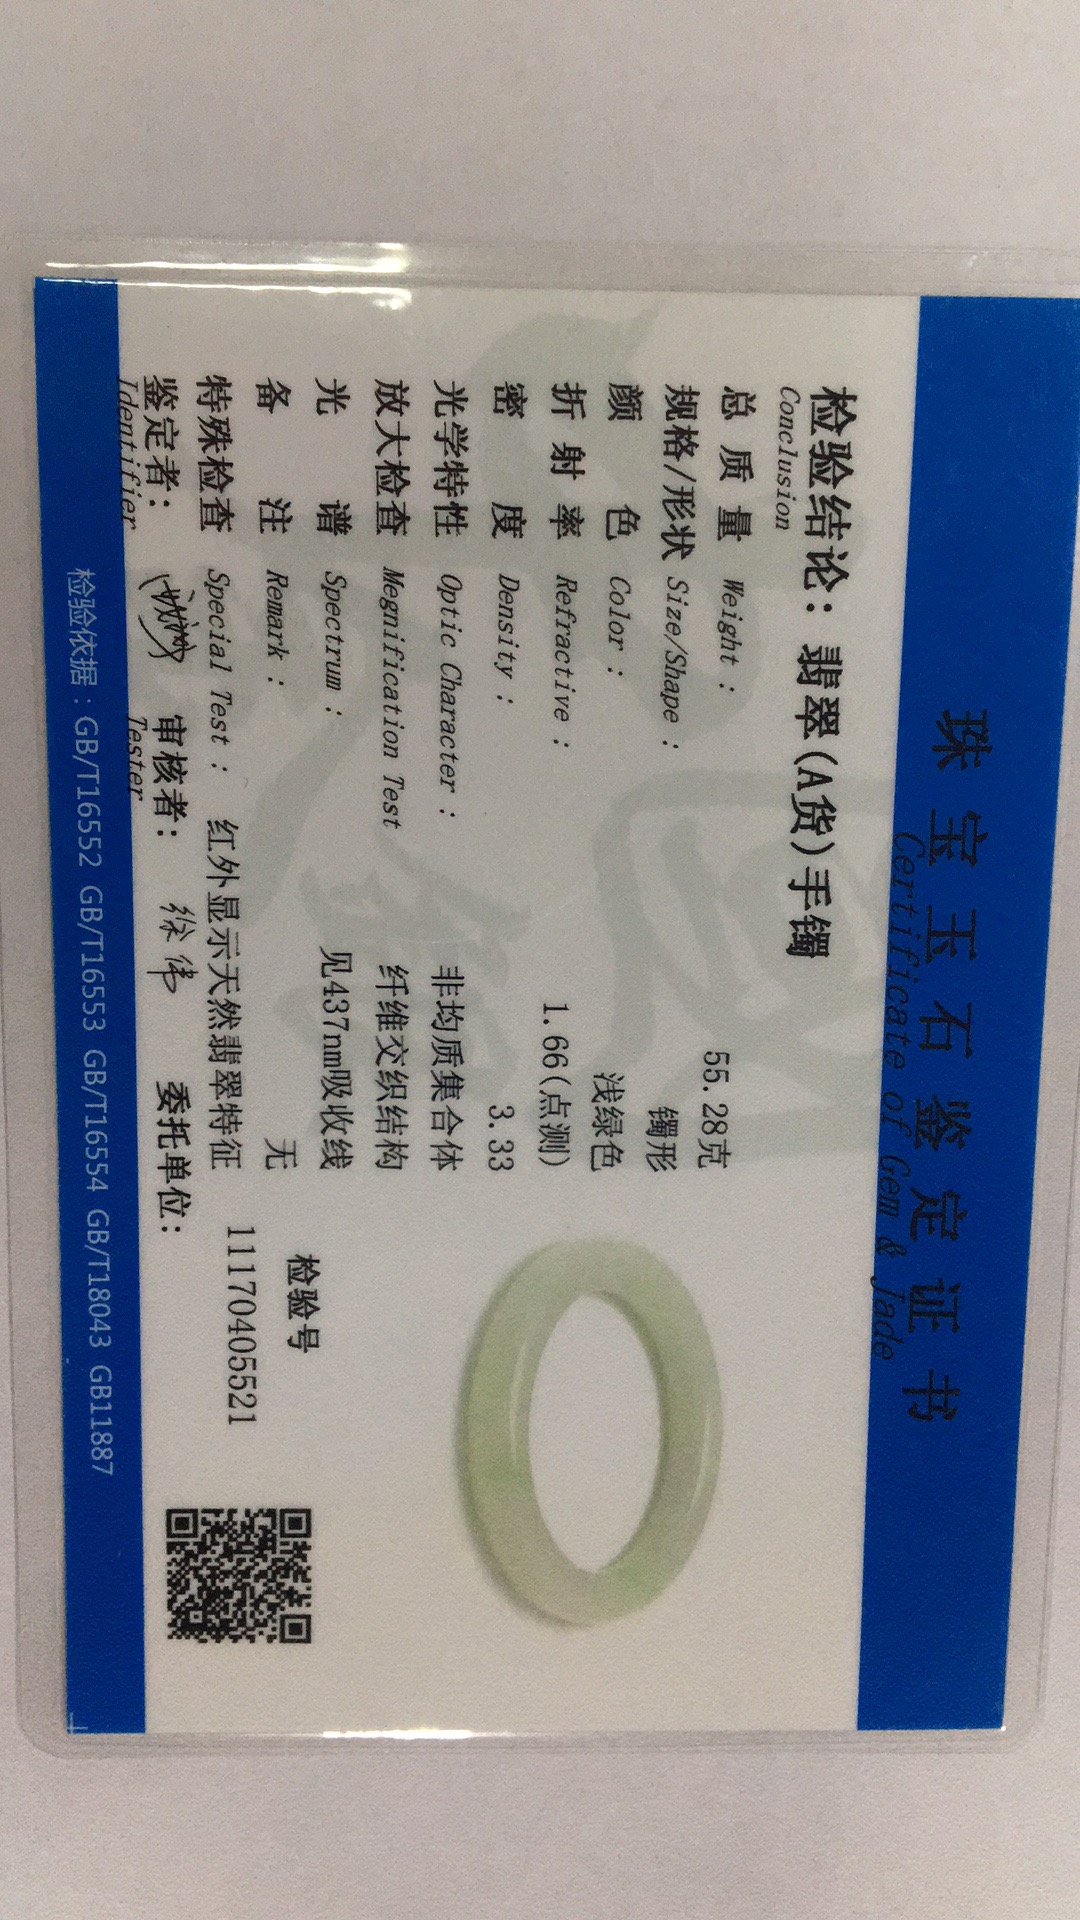 珠宝玉石鉴定证书
Certificate of Gem & Jade
检验结论：翡翠(A货)手镯
Conclusion
总质量 Weight : 55.28克
规格/形状 Size/Shape : 镯形
颜色 Color : 浅绿色
折射率 Refractive : 1.66(点测)
密度 Density : 3.33
光学特性 Optic Character : 非均质集合体
放大检查 Megnification Test 纤维交织结构
光谱 Spectrum : 见437nm吸收线
备注 Remark : 无
特殊检查 Special Test : 红外显示天然翡翠特征
鉴定者： 审核者： 徐伟 委托单位：
Identifier Tester
检验号
11170405521
检验依据：GB/T16552 GB/T16553 GB/T16554 GB/T18043 GB11887